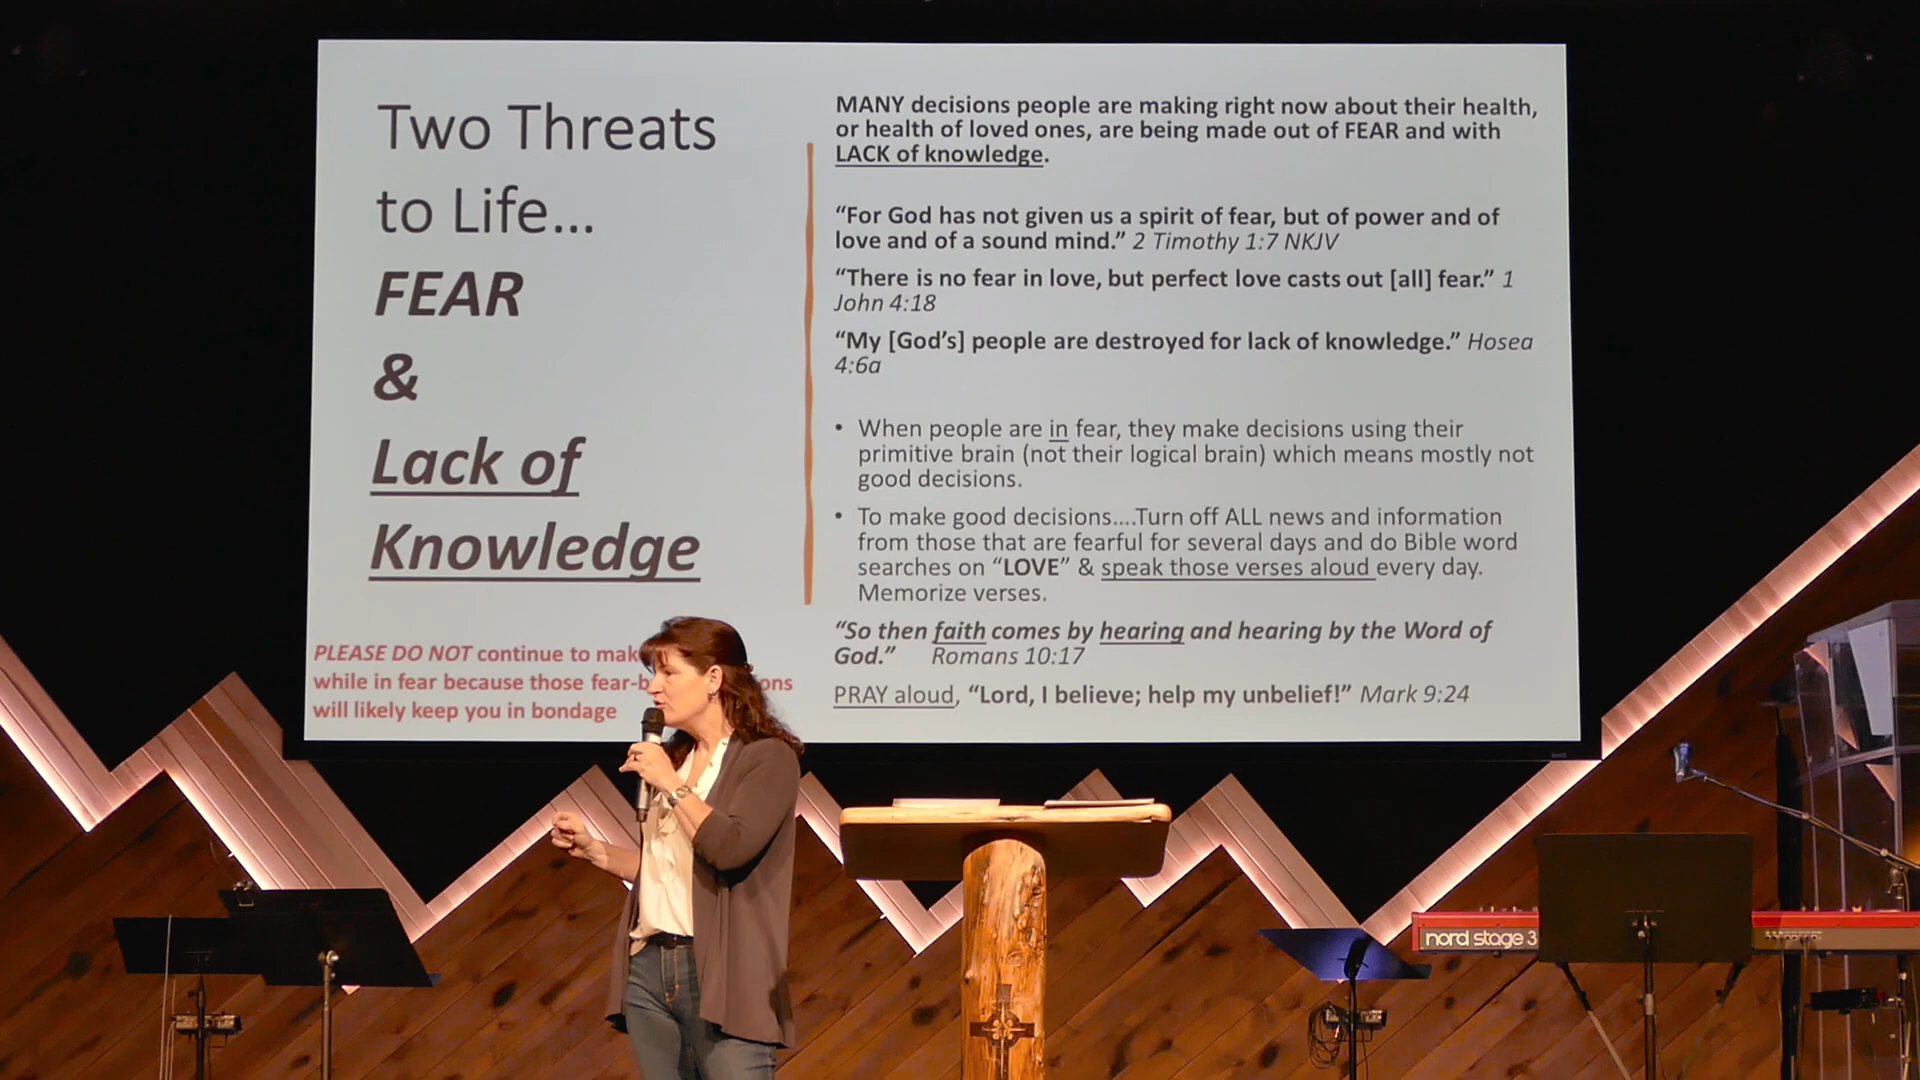 Two Threats
to Life...
FEAR
&
Lack of
Knowledge
PLEASE DO NOT continue to mak
while in fear because those fear-b ons
will likely keep you in bondage
MANY decisions people are making right now about their health,
or health of loved ones, are being made out of FEAR and with
LACK of knowledge.
“For God has not given us a spirit of fear, but of power and of
love and of a sound mind.” 2 Timothy 1:7 NKJV
“There is no fear in love, but perfect love casts out [all] fear.” 1
John 4:18
“My [God’s] people are destroyed for lack of knowledge.” Hosea
4:6a
• When people are in fear, they make decisions using their
primitive brain (not their logical brain) which means mostly not
good decisions.
• To make good decisions....Turn off ALL news and information
from those that are fearful for several days and do Bible word
searches on “LOVE” & speak those verses aloud every day.
Memorize verses.
“So then faith comes by hearing and hearing by the Word of
God.” Romans 10:17
PRAY aloud, “Lord, I believe; help my unbelief!” Mark 9:24
nord stage 3